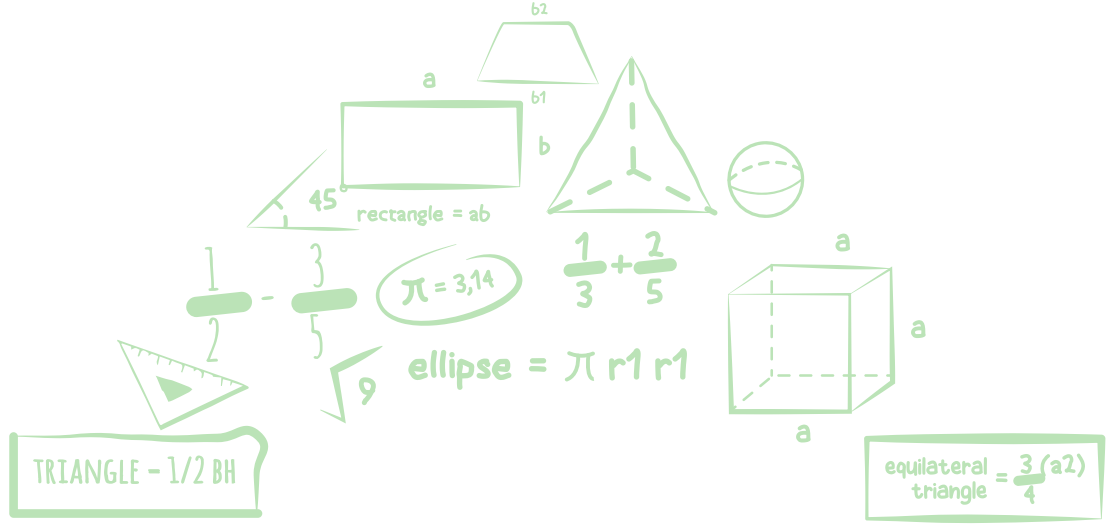 b2
a
b1
b
45
rectangle = ab
1/2 - 3/5
π = 3,14
1/3 + 2/5
a
a
a
ellipse = π r1 r1
√9
TRIANGLE = 1/2 BH
equilateral triangle = 3/4 (a2)